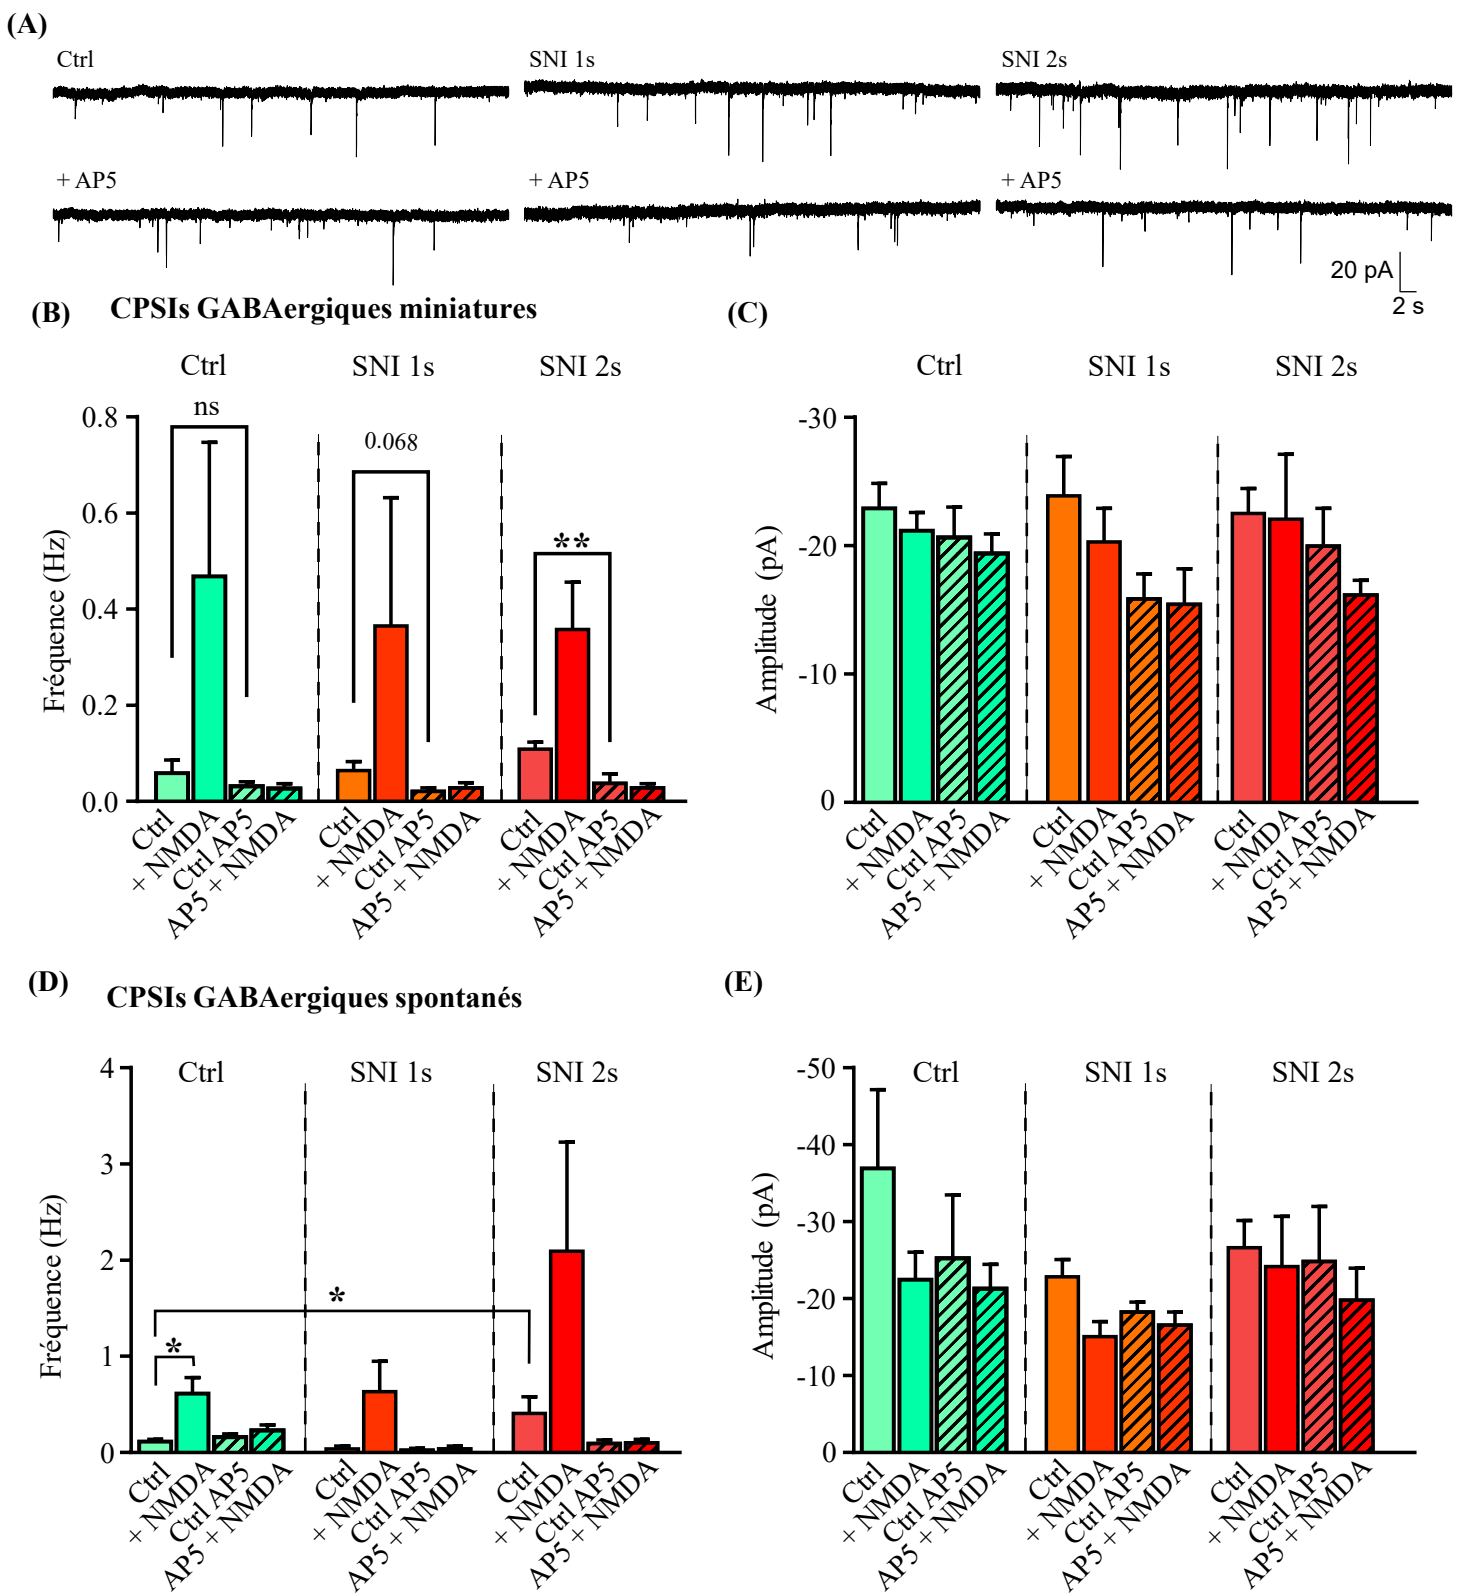 (A)
Ctrl
SNI 1s
SNI 2s
+ AP5
+ AP5
+ AP5
20 pA
2 s
(B) CPSIs GABAergiques miniatures
(C)
Ctrl
SNI 1s
SNI 2s
ns
0.068
**
0.8
0.6
0.4
0.2
0.0
Fréquence (Hz)
Ctrl
+ NMDA
Ctrl AP5
AP5 + NMDA
Ctrl
+ NMDA
Ctrl AP5
AP5 + NMDA
Ctrl
+ NMDA
Ctrl AP5
AP5 + NMDA
Ctrl
SNI 1s
SNI 2s
-30
-20
-10
0
Amplitude (pA)
Ctrl
+ NMDA
Ctrl AP5
AP5 + NMDA
Ctrl
+ NMDA
Ctrl AP5
AP5 + NMDA
Ctrl
+ NMDA
Ctrl AP5
AP5 + NMDA
(D) CPSIs GABAergiques spontanés
(E)
Ctrl
SNI 1s
SNI 2s
4
3
2
1
0
Fréquence (Hz)
*
*
Ctrl
+ NMDA
Ctrl AP5
AP5 + NMDA
Ctrl
+ NMDA
Ctrl AP5
AP5 + NMDA
Ctrl
+ NMDA
Ctrl AP5
AP5 + NMDA
Ctrl
SNI 1s
SNI 2s
-50
-40
-30
-20
-10
0
Amplitude (pA)
Ctrl
+ NMDA
Ctrl AP5
AP5 + NMDA
Ctrl
+ NMDA
Ctrl AP5
AP5 + NMDA
Ctrl
+ NMDA
Ctrl AP5
AP5 + NMDA